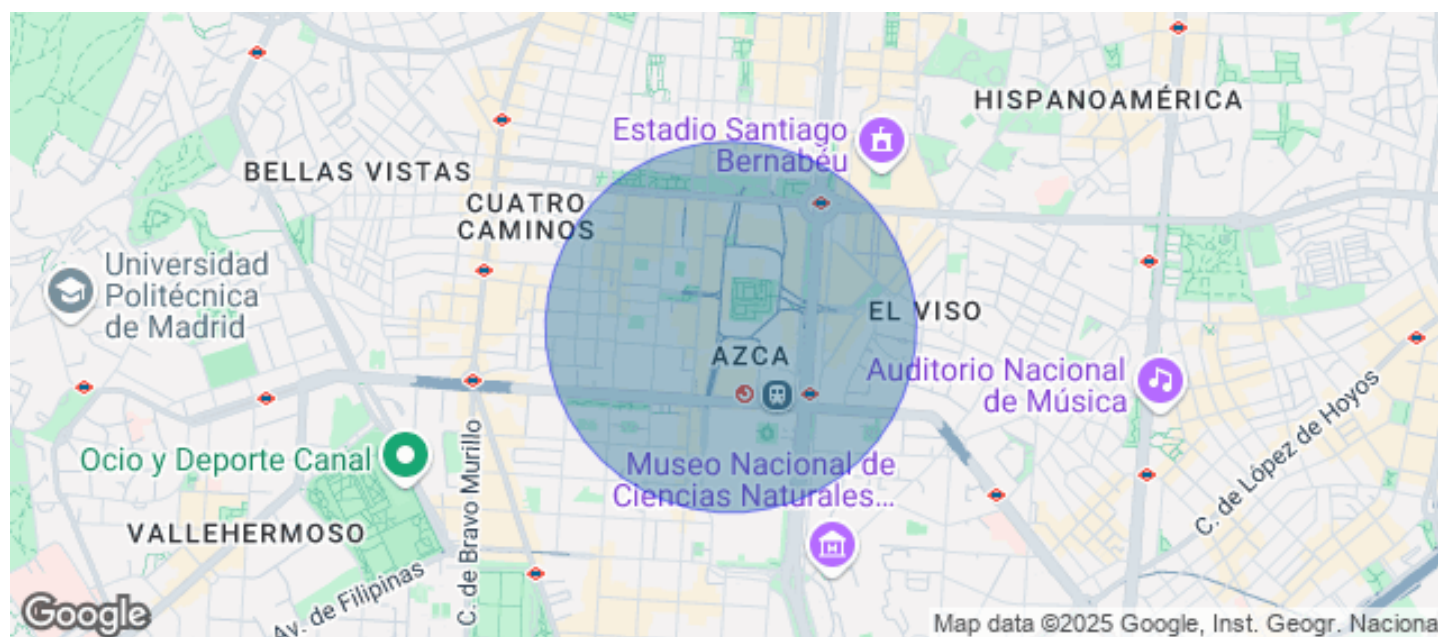 HISPANOAMÉRICA
Estadio Santiago
Bernabéu
BELLAS VISTAS
CUATRO
CAMINOS
Universidad
Politécnica
de Madrid
EL VISO
AZCA
Auditorio Nacional
de Música
Ocio y Deporte Canal
C. de Bravo Murillo
C. de López de Hoyos
Museo Nacional de
Ciencias Naturales...
VALLEHERMOSO
Av. de Filipinas
Google
Map data ©2025 Google, Inst. Geogr. Naciona